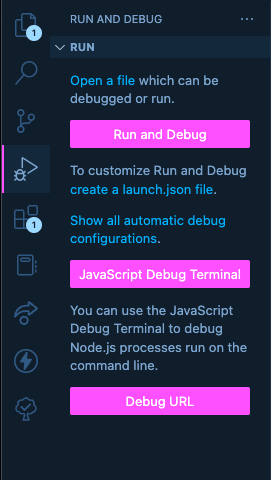 RUN AND DEBUG ···
1
RUN
Open a file which can be
debugged or run.
Run and Debug
To customize Run and Debug
create a launch.json file.
Show all automatic debug
configurations.
1
JavaScript Debug Terminal
You can use the JavaScript
Debug Terminal to debug
Node.js processes run on the
command line.
Debug URL